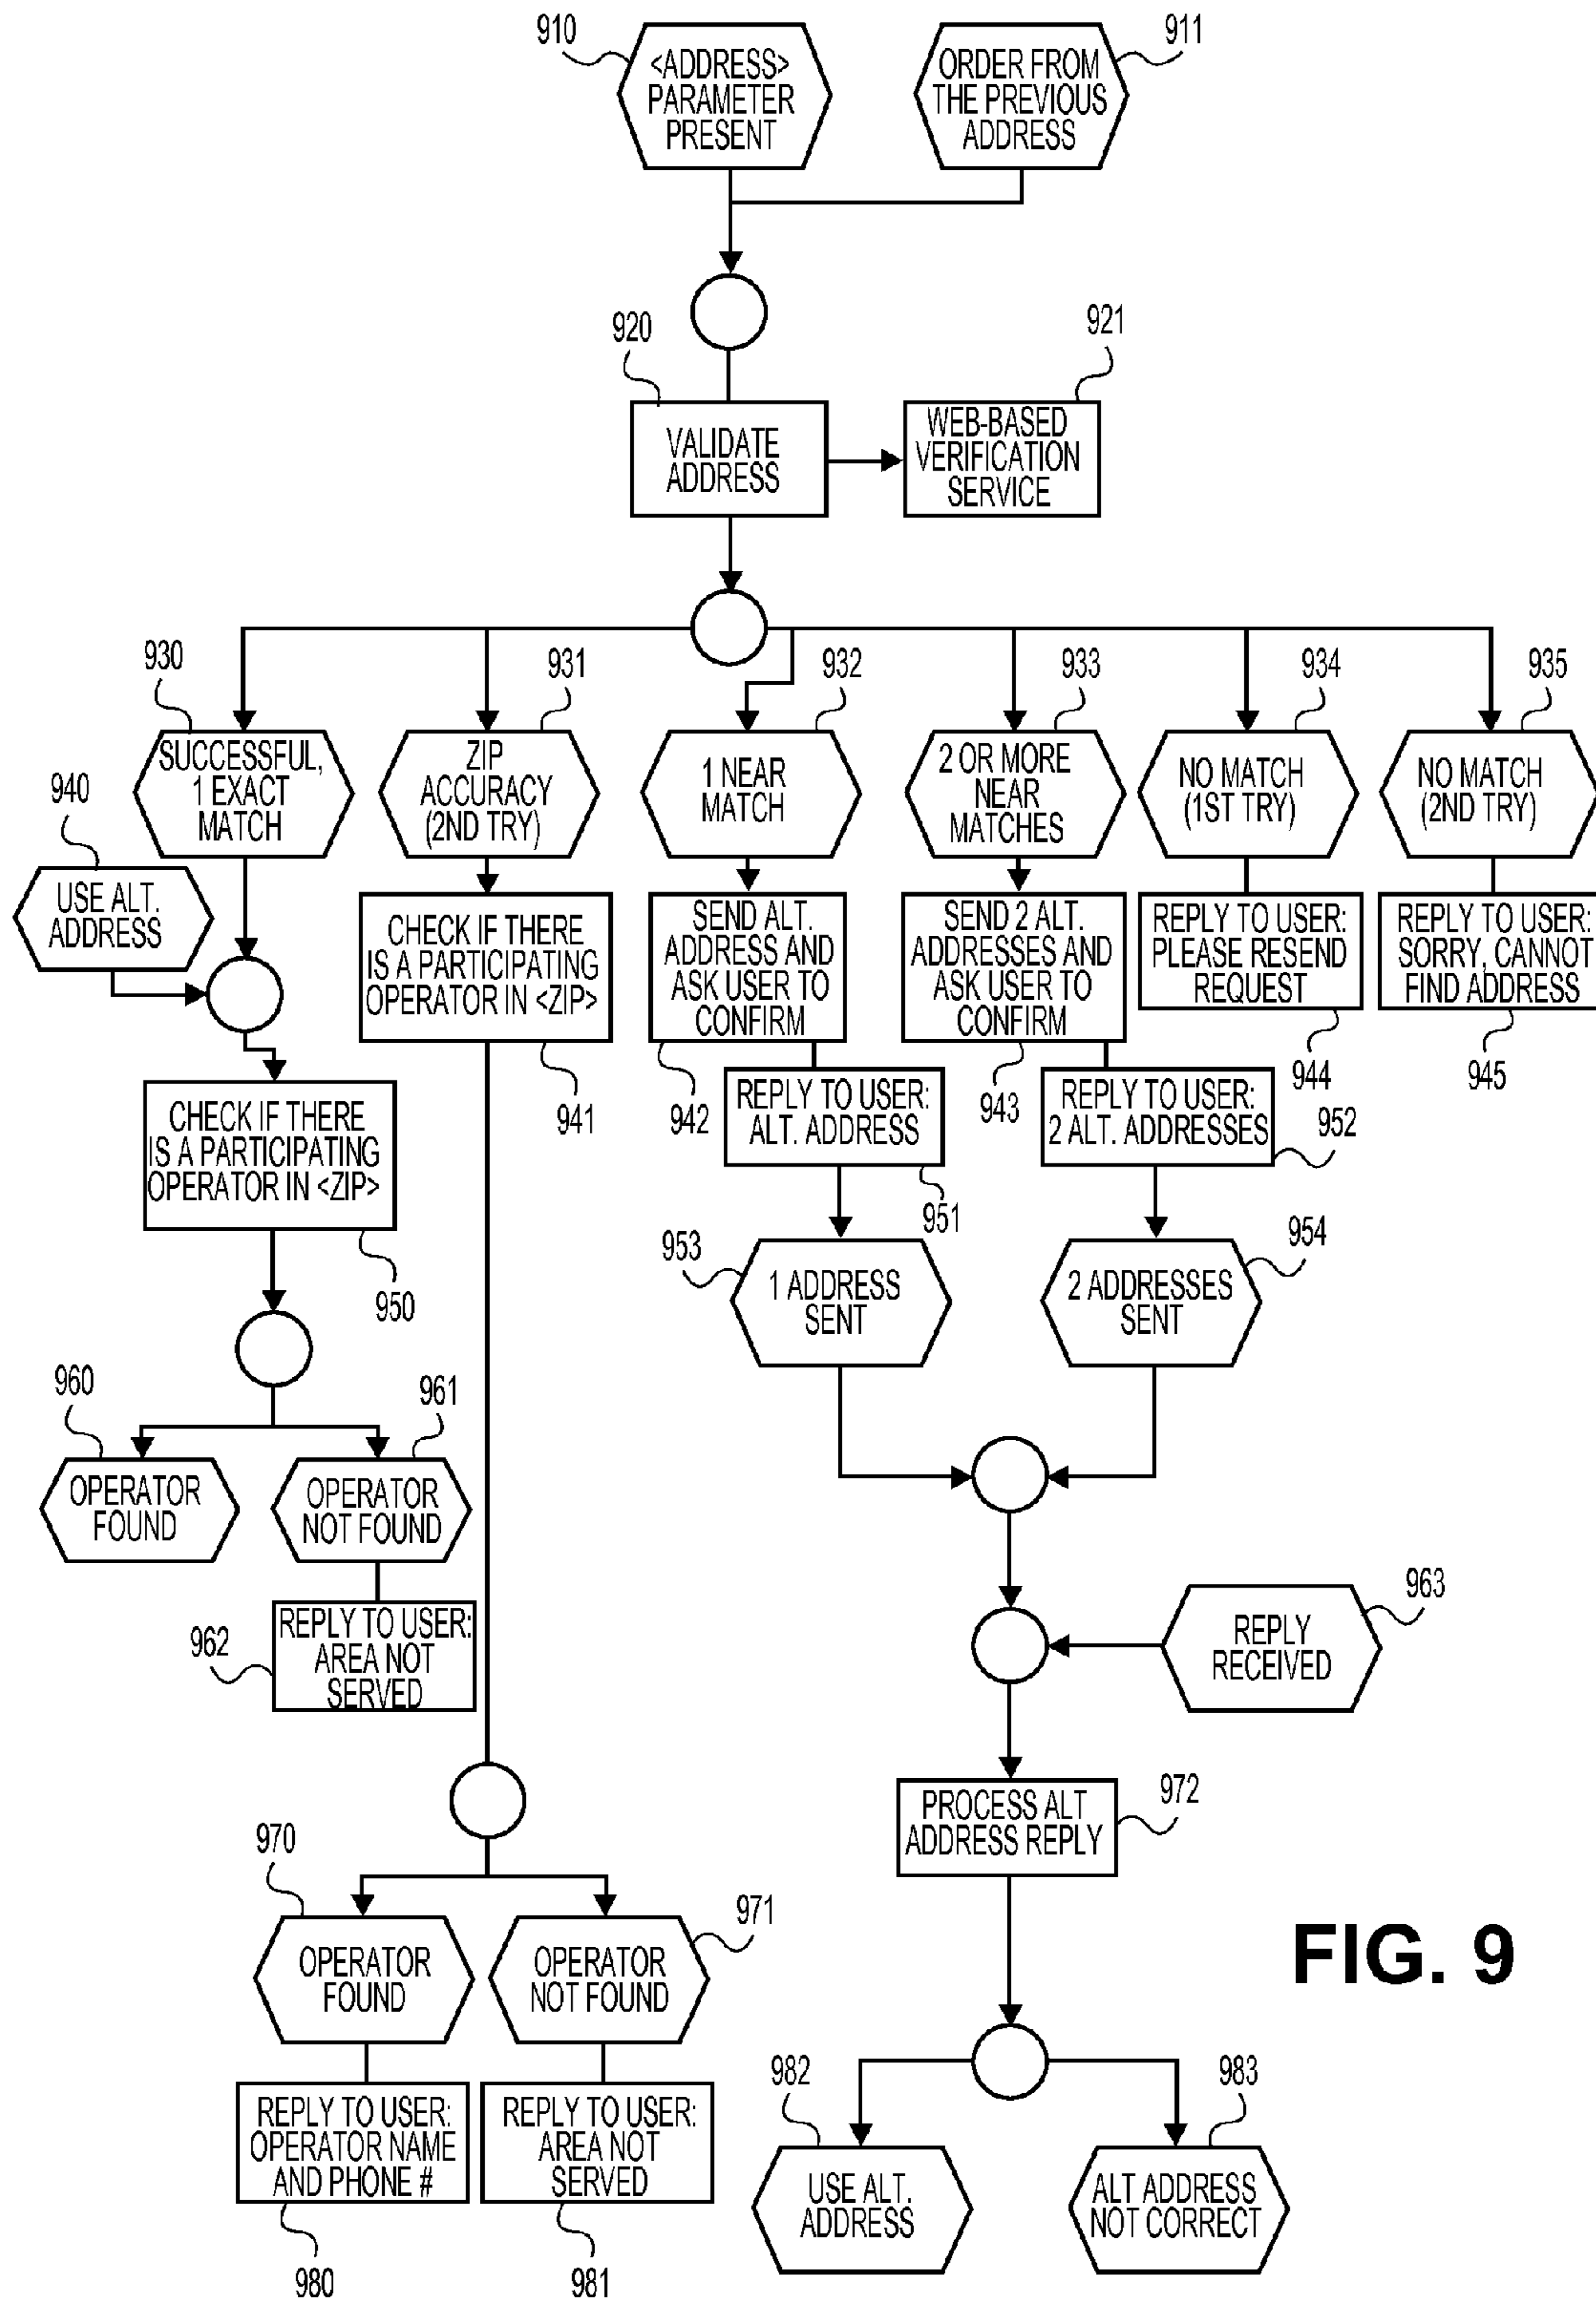 910
<ADDRESS>
PARAMETER
PRESENT
911
ORDER FROM
THE PREVIOUS
ADDRESS
920
VALIDATE
ADDRESS
921
WEB-BASED
VERIFICATION
SERVICE
930
SUCCESSFUL,
1 EXACT
MATCH
931
ZIP
ACCURACY
(2ND TRY)
932
1 NEAR
MATCH
933
2 OR MORE
NEAR
MATCHES
934
NO MATCH
(1ST TRY)
935
NO MATCH
(2ND TRY)
940
USE ALT.
ADDRESS
CHECK IF THERE
IS A PARTICIPATING
OPERATOR IN <ZIP>
941
SEND ALT.
ADDRESS AND
ASK USER TO
CONFIRM
942
SEND 2 ALT.
ADDRESSES AND
ASK USER TO
CONFIRM
943
REPLY TO USER:
PLEASE RESEND
REQUEST
944
REPLY TO USER:
SORRY, CANNOT
FIND ADDRESS
945
CHECK IF THERE
IS A PARTICIPATING
OPERATOR IN <ZIP>
950
REPLY TO USER:
ALT. ADDRESS
951
REPLY TO USER:
2 ALT. ADDRESSES
952
953
1 ADDRESS
SENT
954
2 ADDRESSES
SENT
960
OPERATOR
FOUND
961
OPERATOR
NOT FOUND
962
REPLY TO USER:
AREA NOT
SERVED
963
REPLY
RECEIVED
970
OPERATOR
FOUND
971
OPERATOR
NOT FOUND
972
PROCESS ALT
ADDRESS REPLY
FIG. 9
REPLY TO USER:
OPERATOR NAME
AND PHONE #
980
REPLY TO USER:
AREA NOT
SERVED
981
982
USE ALT.
ADDRESS
983
ALT ADDRESS
NOT CORRECT